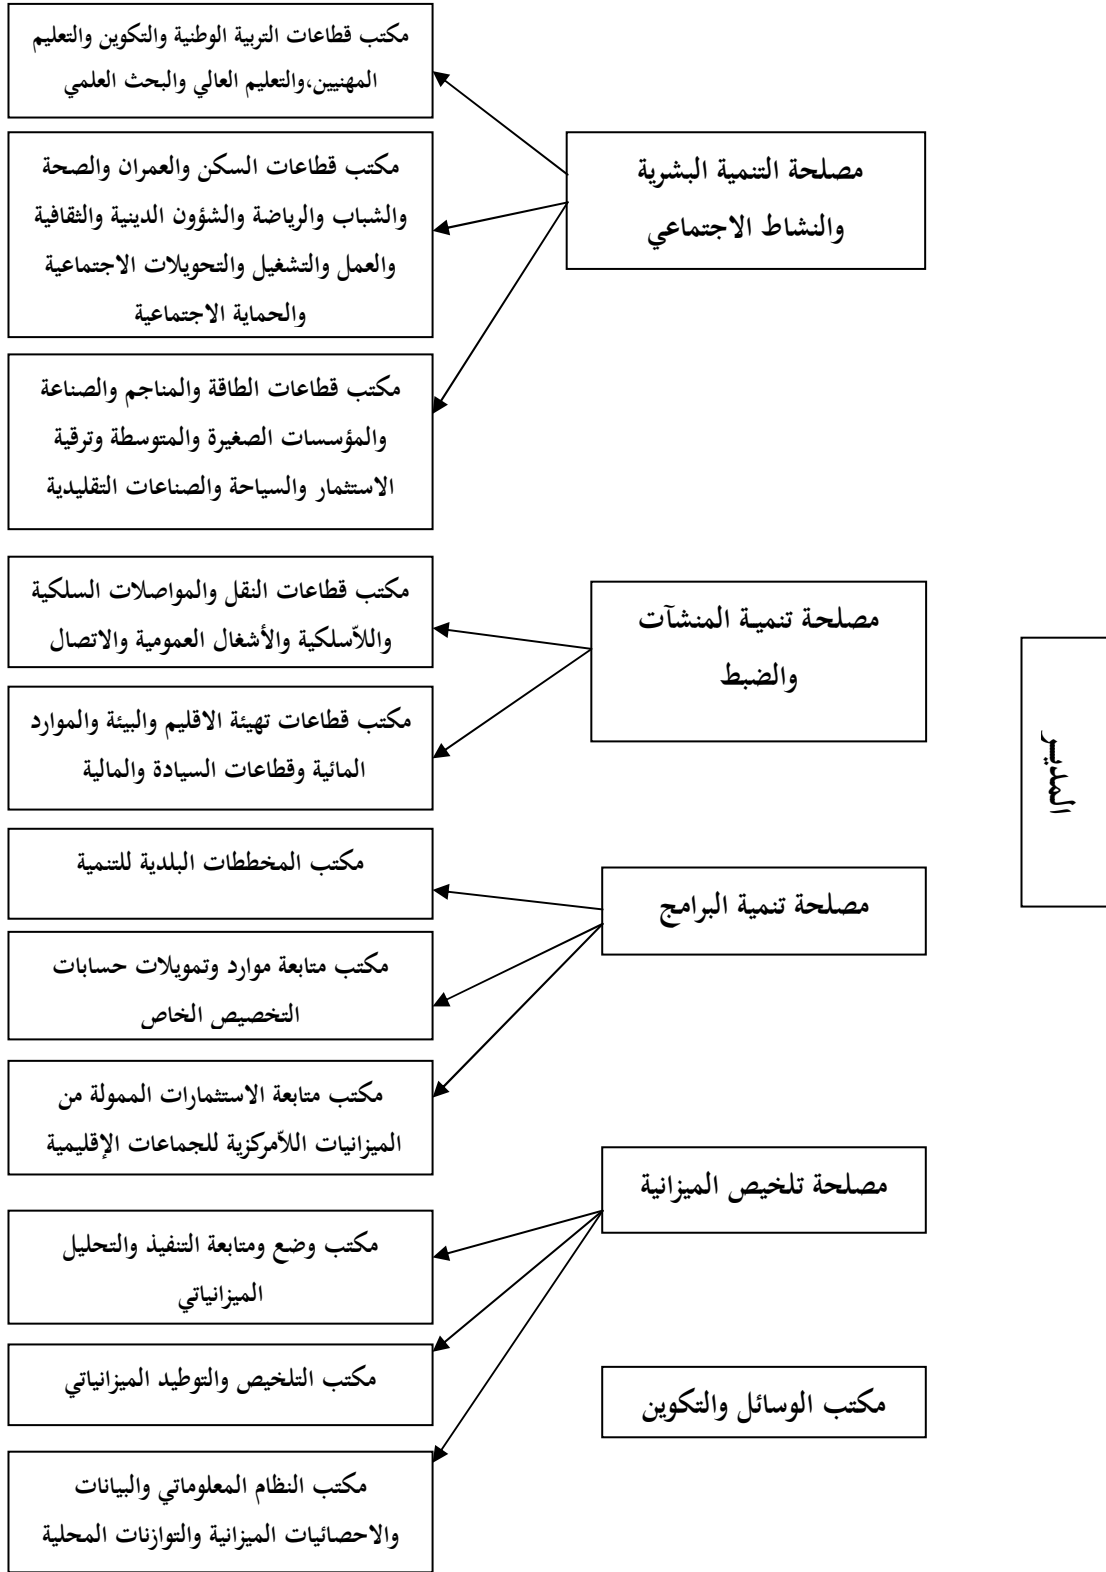 المديـر
مصلحة التنمية البشرية
والنشاط الاجتماعي
مكتب قطاعات التربية الوطنية والتكوين والتعليم
المهنيين،والتعليم العالي والبحث العلمي
مكتب قطاعات السكن والعمران والصحة
والشباب والرياضة والشؤون الدينية والثقافية
والعمل والتشغيل والتحويلات الاجتماعية
والحماية الاجتماعية
مكتب قطاعات الطاقة والمناجم والصناعة
والمؤسسات الصغيرة والمتوسطة وترقية
الاستثمار والسياحة والصناعات التقليدية
مصلحة تنميـة المنشآت
والضبط
مكتب قطاعات النقل والمواصلات السلكية
واللاّسلكية والأشغال العمومية والاتصال
مكتب قطاعات تهيئة الاقليم والبيئة والموارد
المائية وقطاعات السيادة والمالية
مصلحة تنمية البرامج
مكتب المخططات البلدية للتنمية
مكتب متابعة موارد وتمويلات حسابات
التخصيص الخاص
مكتب متابعة الاستثمارات الممولة من
الميزانيات اللاّمركزية للجماعات الإقليمية
مصلحة تلخيص الميزانية
مكتب وضع ومتابعة التنفيذ والتحليل
الميزانياتي
مكتب التلخيص والتوطيد الميزانياتي
مكتب النظام المعلوماتي والبيانات
والاحصائيات الميزانية والتوازنات المحلية
مكتب الوسائل والتكوين